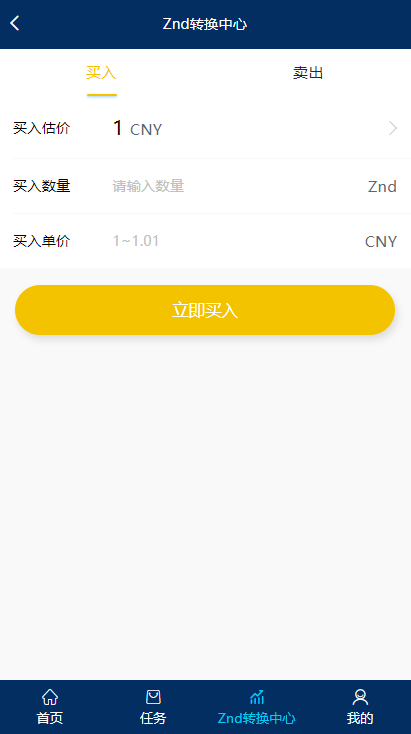 Znd转换中心
买入 卖出
买入估价 1 CNY
买入数量 请输入数量 Znd
买入单价 1~1.01 CNY
立即买入
首页 任务 Znd转换中心 我的